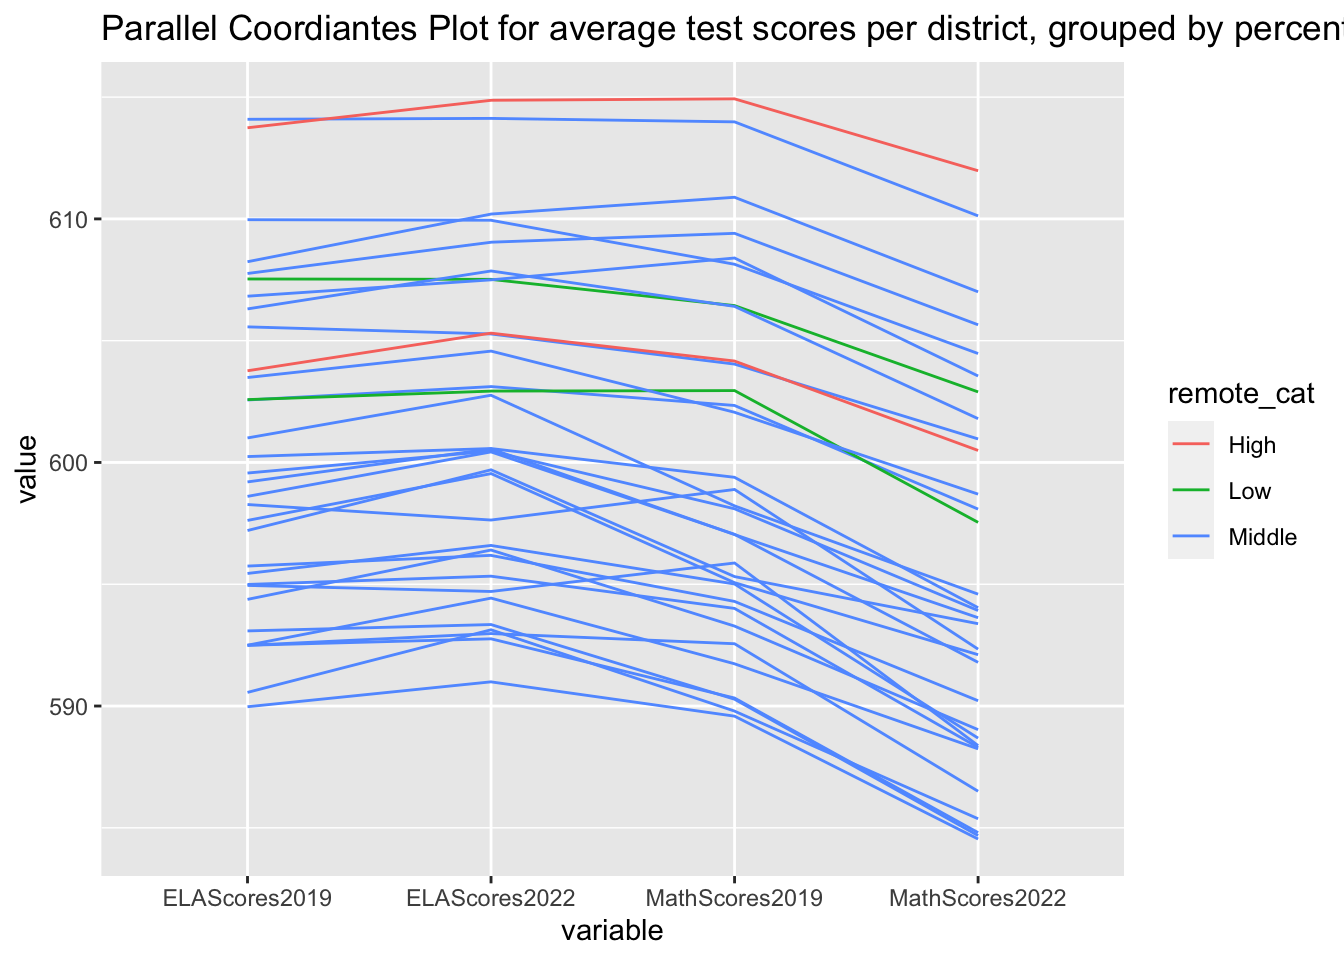 Parallel Coordiantes Plot for average test scores per district, grouped by
610
600
590
value
ELAScores2019 ELAScores2022 MathScores2019 MathScores2022
variable
remote_cat
High
Low
Middle